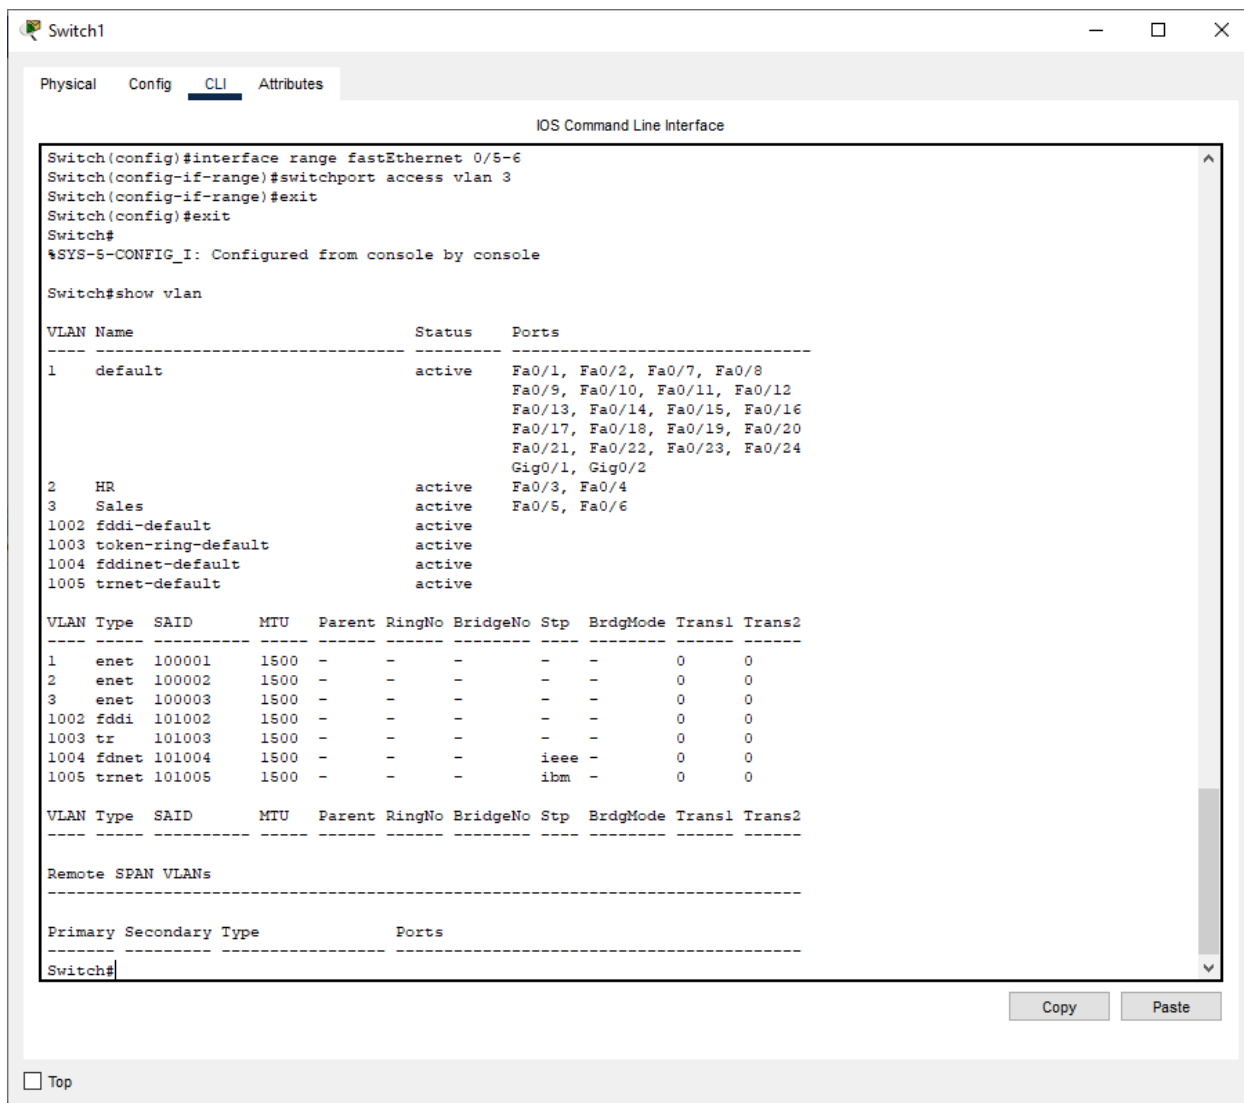 Switch1
Physical Config CLI Attributes
IOS Command Line Interface
Switch(config)#interface range fastEthernet 0/5-6
Switch(config-if-range)#switchport access vlan 3
Switch(config-if-range)#exit
Switch(config)#exit
Switch#
%SYS-5-CONFIG_I: Configured from console by console
Switch#show vlan
VLAN Name                             Status    Ports
---- -------------------------------- --------- -------------------------------
1    default                          active    Fa0/1, Fa0/2, Fa0/7, Fa0/8
                                                Fa0/9, Fa0/10, Fa0/11, Fa0/12
                                                Fa0/13, Fa0/14, Fa0/15, Fa0/16
                                                Fa0/17, Fa0/18, Fa0/19, Fa0/20
                                                Fa0/21, Fa0/22, Fa0/23, Fa0/24
                                                Gig0/1, Gig0/2
2    HR                               active    Fa0/3, Fa0/4
3    Sales                            active    Fa0/5, Fa0/6
1002 fddi-default                     active
1003 token-ring-default               active
1004 fddinet-default                  active
1005 trnet-default                    active
VLAN Type  SAID       MTU   Parent RingNo BridgeNo Stp  BrdgMode Trans1 Trans2
---- ----- ---------- ----- ------ ------ -------- ---- -------- ------ ------
1    enet  100001     1500  -      -      -        -    -        0      0
2    enet  100002     1500  -      -      -        -    -        0      0
3    enet  100003     1500  -      -      -        -    -        0      0
1002 fddi  101002     1500  -      -      -        -    -        0      0
1003 tr    101003     1500  -      -      -        -    -        0      0
1004 fdnet 101004     1500  -      -      -        ieee -        0      0
1005 trnet 101005     1500  -      -      -        ibm  -        0      0
VLAN Type  SAID       MTU   Parent RingNo BridgeNo Stp  BrdgMode Trans1 Trans2
---- ----- ---------- ----- ------ ------ -------- ---- -------- ------ ------
Remote SPAN VLANs
------------------------------------------------------------------------------
Primary Secondary Type              Ports
------- --------- ----------------- ------------------------------------------
Switch#
Copy Paste
Top